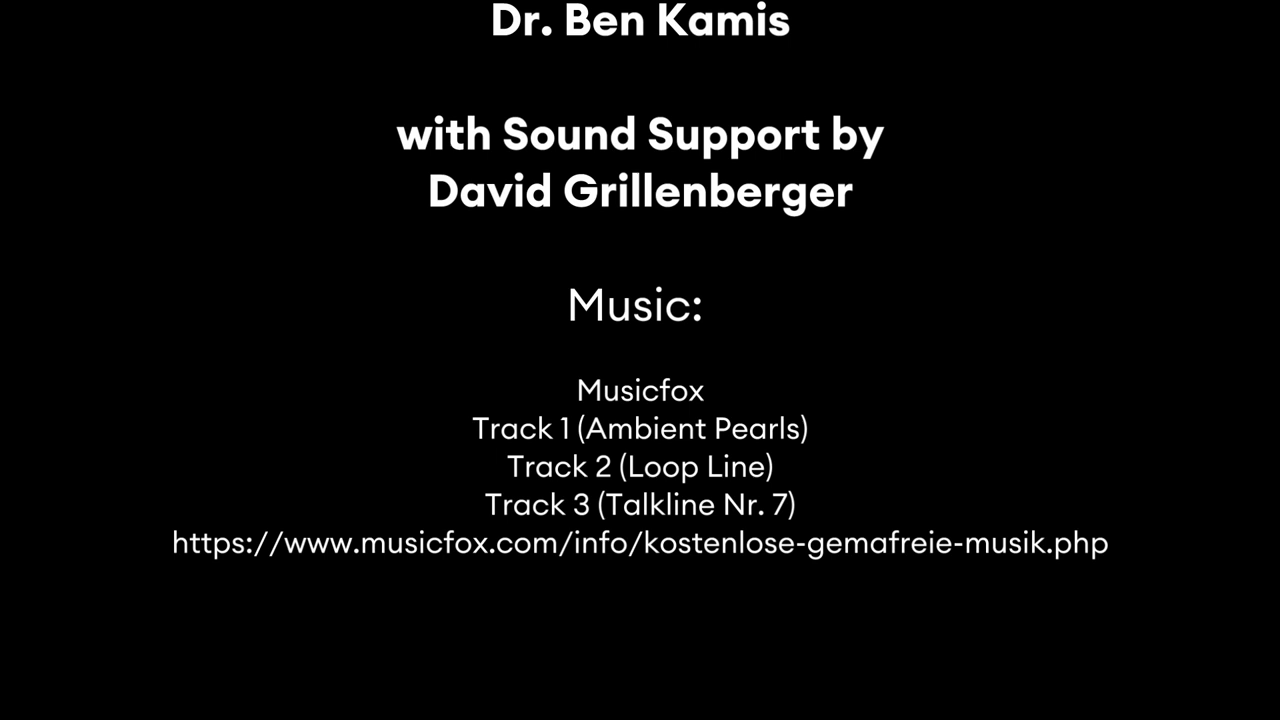 Dr. Ben Kamis
with Sound Support by
David Grillenberger
Music:
Musicfox
Track 1 (Ambient Pearls)
Track 2 (Loop Line)
Track 3 (Talkline Nr. 7)
https://www.musicfox.com/info/kostenlose-gemafreie-musik.php